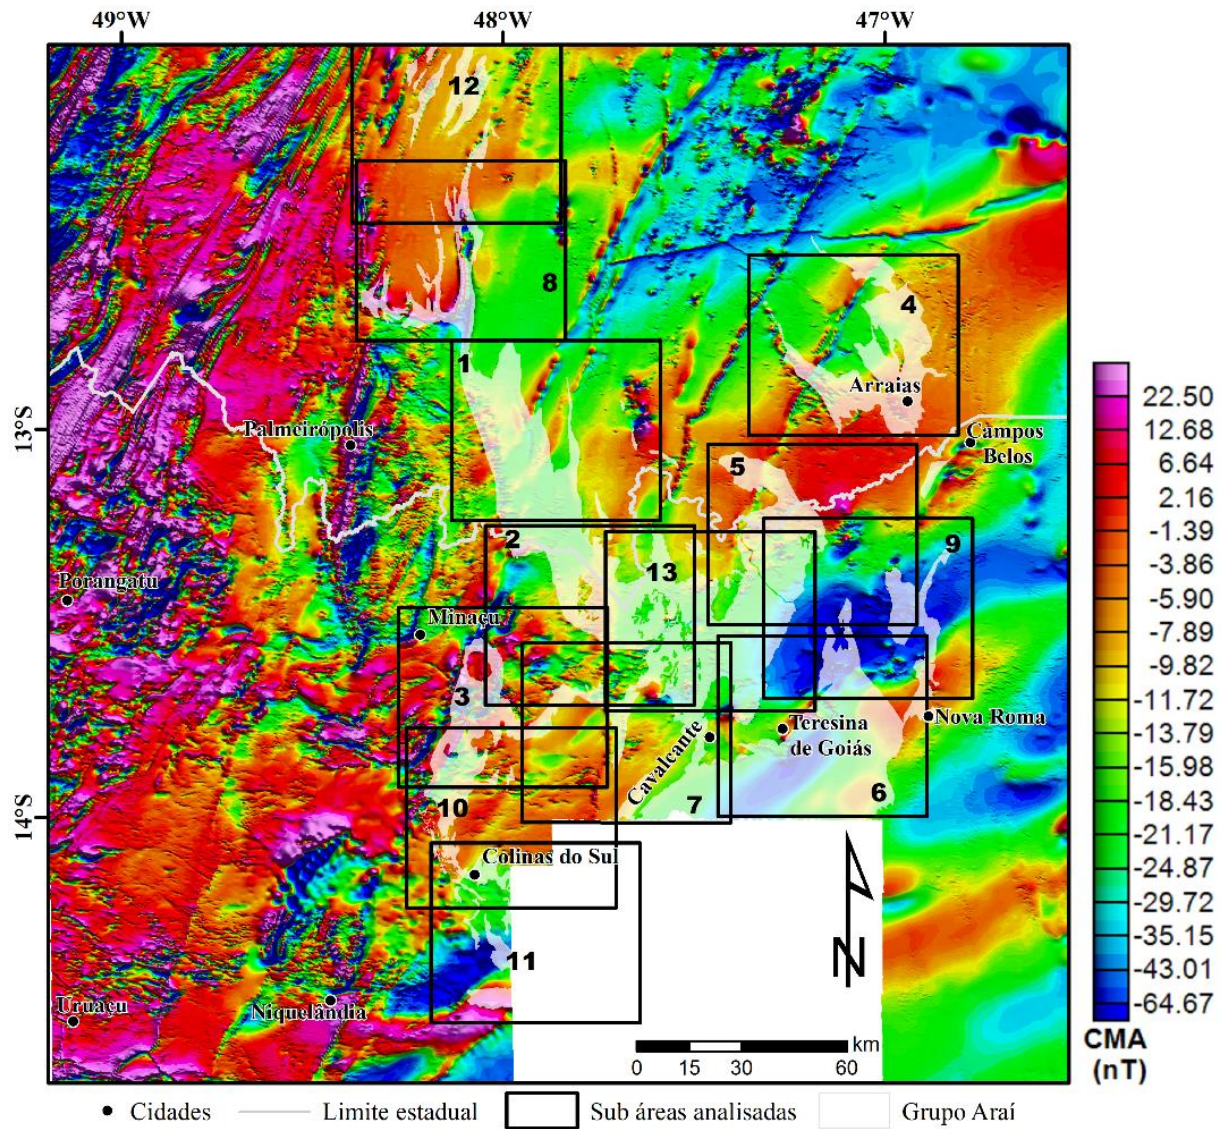 49°W 48°W 47°W
12
8
4
1
Arraias
13°S
Palmeirópolis
Campos
Belos
5
2
9
13
Porangatu
Minaçu
3
Nova Roma
Teresina
de Goiás
Cavalcante
6
7
10
14°S
Colinas do Sul
11
N
Niquelândia
Uruaçu
km
0 15 30 60
22.50
12.68
6.64
2.16
-1.39
-3.86
-5.90
-7.89
-9.82
-11.72
-13.79
-15.98
-18.43
-21.17
-24.87
-29.72
-35.15
-43.01
-64.67
CMA
(nT)
Cidades Limite estadual Sub áreas analisadas Grupo Araí